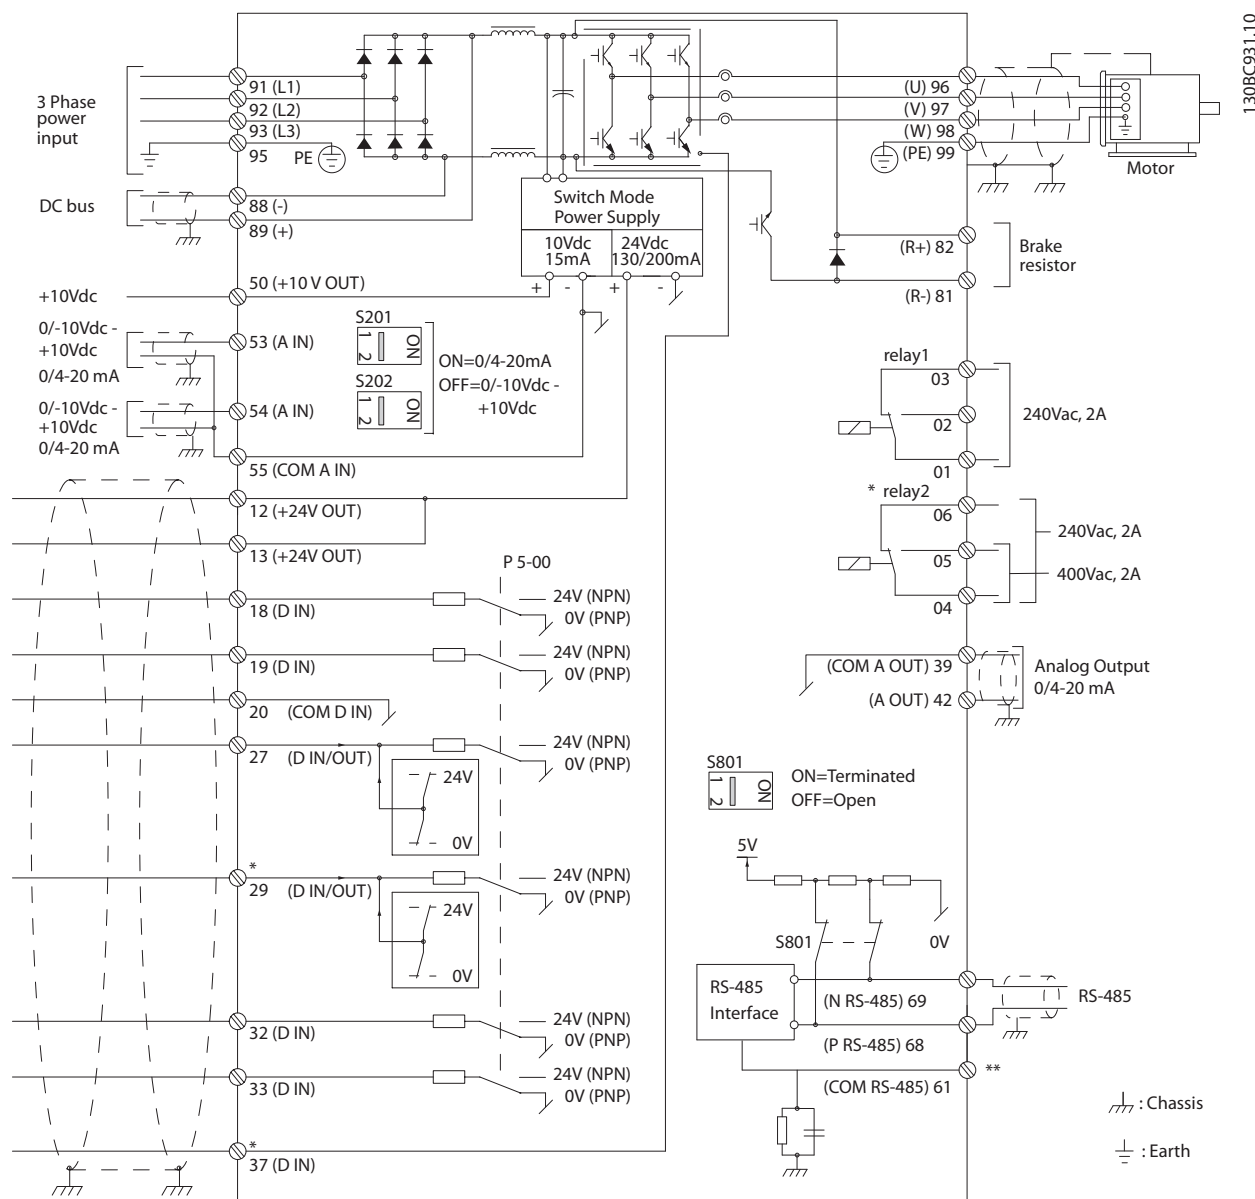 130BC931.10
3 Phase
power
input
91 (L1)
92 (L2)
93 (L3)
95
PE
(U) 96
(V) 97
(W) 98
(PE) 99
Motor
DC bus
88 (-)
89 (+)
Switch Mode
Power Supply
10Vdc
15mA
24Vdc
130/200mA
+
-
+
-
(R+) 82
(R-) 81
Brake
resistor
+10Vdc
50 (+10 V OUT)
0/-10Vdc -
+10Vdc
0/4-20 mA
53 (A IN)
S201
1
2
ON
S202
1
2
ON
ON=0/4-20mA
OFF=0/-10Vdc -
+10Vdc
0/-10Vdc -
+10Vdc
0/4-20 mA
54 (A IN)
55 (COM A IN)
relay1
03
02
01
240Vac, 2A
* relay2
06
05
04
240Vac, 2A
400Vac, 2A
12 (+24V OUT)
13 (+24V OUT)
P 5-00
18 (D IN)
24V (NPN)
0V (PNP)
19 (D IN)
24V (NPN)
0V (PNP)
20 (COM D IN)
27 (D IN/OUT)
24V (NPN)
0V (PNP)
24V
0V
*
29 (D IN/OUT)
24V (NPN)
0V (PNP)
24V
0V
32 (D IN)
24V (NPN)
0V (PNP)
33 (D IN)
24V (NPN)
0V (PNP)
*
37 (D IN)
(COM A OUT) 39
(A OUT) 42
Analog Output
0/4-20 mA
S801
1
2
ON
ON=Terminated
OFF=Open
5V
S801
0V
RS-485
Interface
(N RS-485) 69
(P RS-485) 68
(COM RS-485) 61
RS-485
**
: Chassis
: Earth